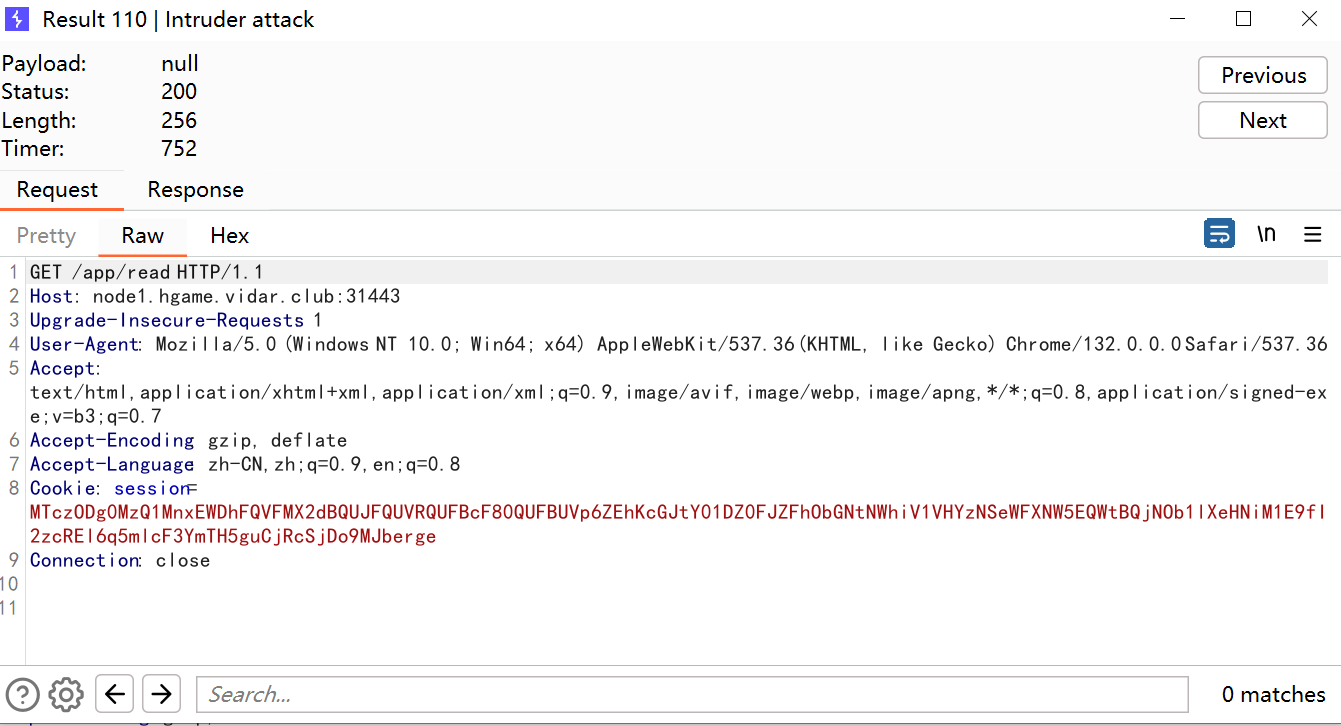 Result 110 | Intruder attack
Payload: null
Previous
Status: 200
Length: 256
Next
Timer: 752
Request Response
Pretty Raw Hex \n
1 GET /app/read HTTP/1.1
2 Host: node1.hgame.vidar.club:31443
3 Upgrade-Insecure-Requests 1
4 User-Agent: Mozilla/5.0 (Windows NT 10.0; Win64; x64) AppleWebKit/537.36(KHTML, like Gecko) Chrome/132.0.0.0 Safari/537.36
5 Accept:
text/html,application/xhtml+xml,application/xml;q=0.9,image/avif,image/webp,image/apng,*/*;q=0.8,application/signed-ex
e;v=b3;q=0.7
6 Accept-Encoding gzip, deflate
7 Accept-Language: zh-CN,zh;q=0.9,en;q=0.8
8 Cookie: session=
9 Connection: close
10
11
Search...
0 matches